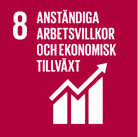 8 ANSTÄNDIGA
ARBETSVILLKOR
OCH EKONOMISK
TILLVÄXT